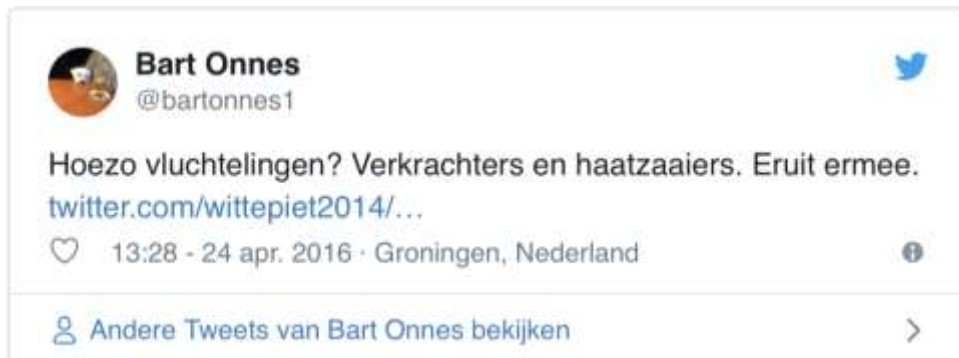 Bart Onnes
@bartonnes1
Hoezo vluchtelingen? Verkrachters en haatzaaiers. Eruit ermee.
twitter.com/wittepiet2014/…
13:28 - 24 apr. 2016 · Groningen, Nederland
Andere Tweets van Bart Onnes bekijken